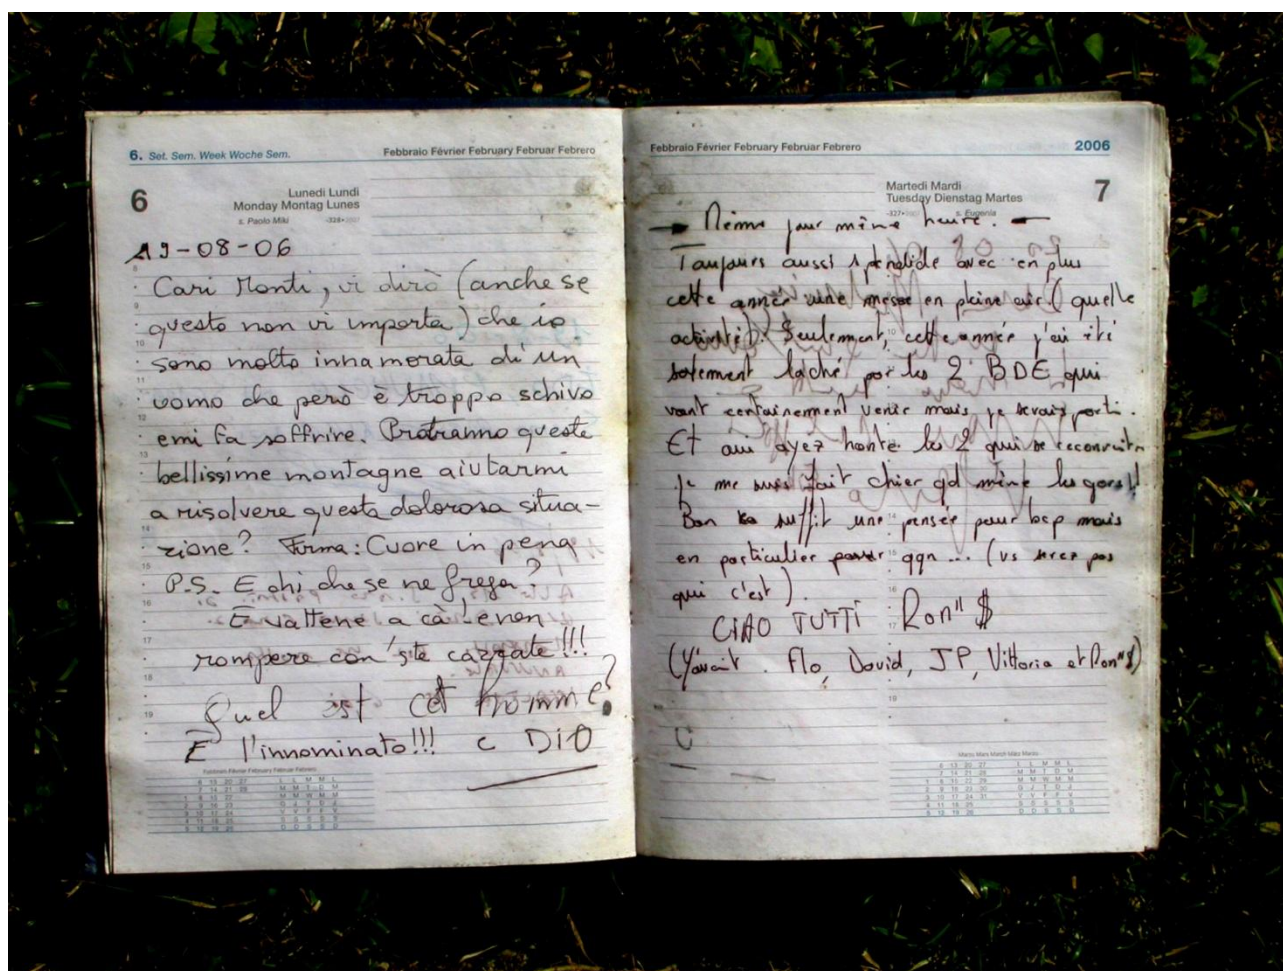 6. Set. Sem. Week Woche Sem.
Febbraio Février February Februar Febrero
6
Lunedì Lundi
Monday Montag Lunes
s. Paolo Miki
19-08-06
Cari Monti, vi dirò (anche se
questo non vi importa) che io
sono molto innamorata di un
uomo che però è troppo schivo
e mi fa soffrire. Potranno queste
bellissime montagne aiutarmi
a risolvere questa dolorosa situa-
zione? Firma: Cuore in pena
P.S. E chi che se ne frega?
E vattene a cà e non
rompere con 'ste cazzate!!!
Quel est cet homme?
È l'innominato!!! c DiO
Febbraio Février February Februar Febrero
2006
Martedì Mardi
Tuesday Dienstag Martes
7
s. Eugenia
Même jour même heure.
Toujours aussi splendide avec en plus
cette année une messe en pleine air (quelle
activité). Seulement, cette année j'ai été
lâché par les 2 BDE qui
vont certainement venir mais je serais parti.
Et oui ayez honte les 2 qui se
je me suis fait chier qd même les gars!!
Bon suffit une pensée pour bcp mais
en particulier qqn... (vs serez pas
qui c'est).
CIAO TUTTI Ron" $
(Y'avait . Flo, David, JP, Vittoria et Ron"$)